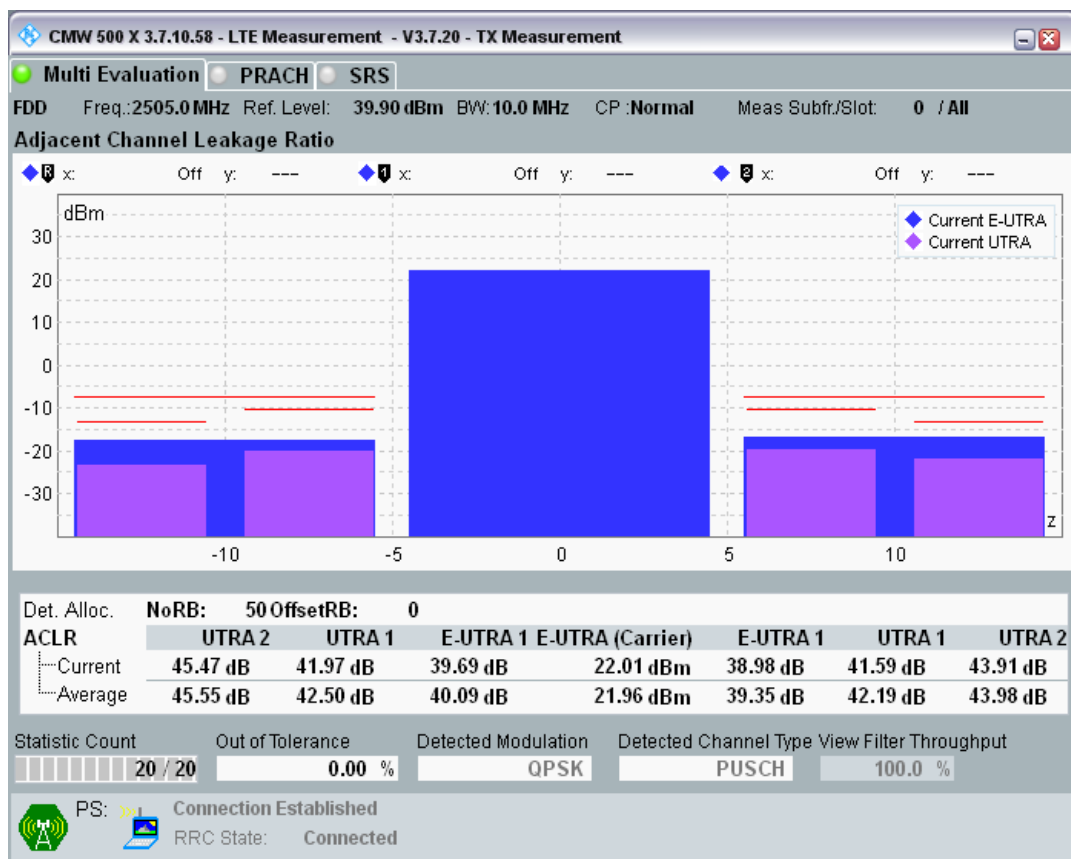 CMW 500 X 3.7.10.58 - LTE Measurement - V3.7.20 - TX Measurement
Multi Evaluation PRACH SRS
FDD Freq.:2505.0 MHz Ref. Level: 39.90 dBm BW: 10.0 MHz CP :Normal Meas Subfr./Slot: 0 / All
Adjacent Channel Leakage Ratio
R x: Off y: --- 1 x: Off y: --- 2 x: Off y: ---
dBm
Current E-UTRA
Current UTRA
30
20
10
0
-10
-20
-30
z
-10 -5 0 5 10
Det. Alloc. NoRB: 50 OffsetRB: 0
ACLR UTRA 2 UTRA 1 E-UTRA 1 E-UTRA (Carrier) E-UTRA 1 UTRA 1 UTRA 2
Current 45.47 dB 41.97 dB 39.69 dB 22.01 dBm 38.98 dB 41.59 dB 43.91 dB
Average 45.55 dB 42.50 dB 40.09 dB 21.96 dBm 39.35 dB 42.19 dB 43.98 dB
Statistic Count Out of Tolerance Detected Modulation Detected Channel Type View Filter Throughput
20 / 20 0.00 % QPSK PUSCH 100.0 %
PS: Connection Established
RRC State: Connected